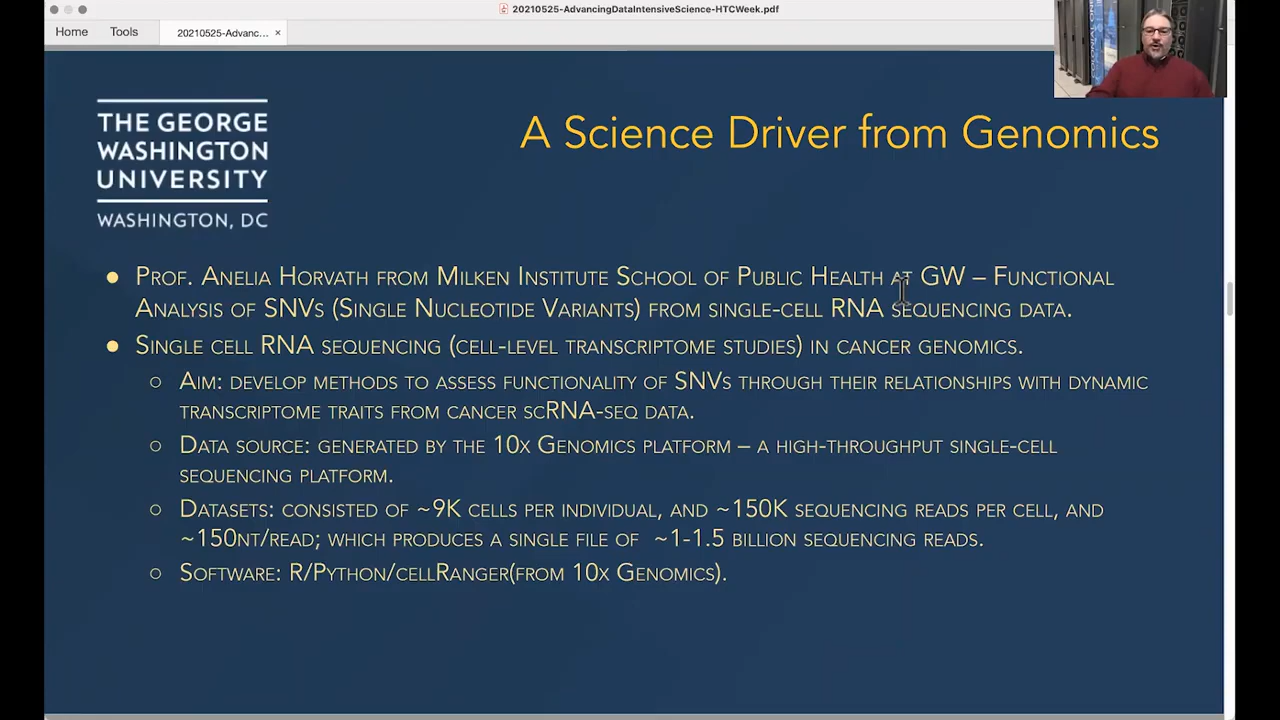 20210525-AdvancingDataIntensiveScience-HTCWeek.pdf
Home Tools 20210525-Advanc... ×
THE GEORGE
WASHINGTON
UNIVERSITY
WASHINGTON, DC
A Science Driver from Genomics
● Prof. Anelia Horvath from Milken Institute School of Public Health at GW – Functional
Analysis of SNVs (Single Nucleotide Variants) from single-cell RNA sequencing data.
● Single cell RNA sequencing (cell-level transcriptome studies) in cancer genomics.
○ Aim: develop methods to assess functionality of SNVs through their relationships with dynamic
transcriptome traits from cancer scRNA-seq data.
○ Data source: generated by the 10x Genomics platform – a high-throughput single-cell
sequencing platform.
○ Datasets: consisted of ~9K cells per individual, and ~150K sequencing reads per cell, and
~150nt/read; which produces a single file of ~1-1.5 billion sequencing reads.
○ Software: R/Python/cellRanger(from 10x Genomics).